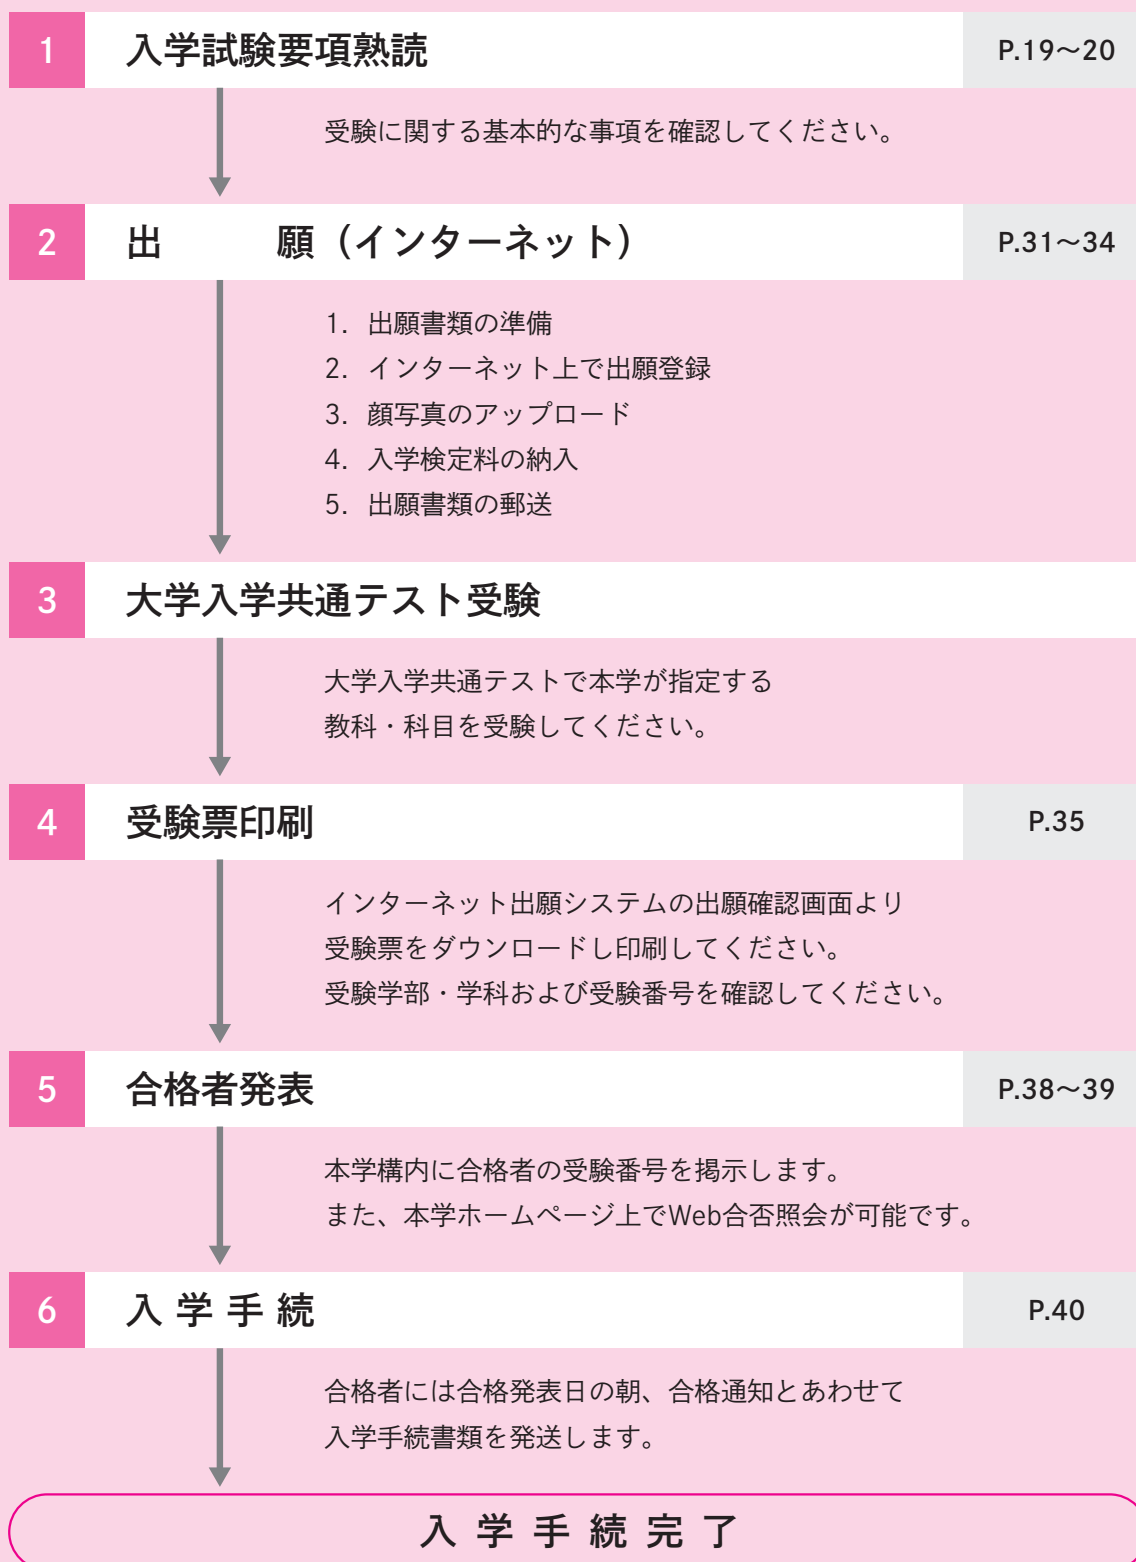 1 入学試験要項熟読 P.19～20
受験に関する基本的な事項を確認してください。
2 出　　　願（インターネット） P.31～34
1. 出願書類の準備
2. インターネット上で出願登録
3. 顔写真のアップロード
4. 入学検定料の納入
5. 出願書類の郵送
3 大学入学共通テスト受験
大学入学共通テストで本学が指定する
教科・科目を受験してください。
4 受験票印刷 P.35
インターネット出願システムの出願確認画面より
受験票をダウンロードし印刷してください。
受験学部・学科および受験番号を確認してください。
5 合格者発表 P.38～39
本学構内に合格者の受験番号を掲示します。
また、本学ホームページ上でWeb合否照会が可能です。
6 入 学 手 続 P.40
合格者には合格発表日の朝、合格通知とあわせて
入学手続書類を発送します。
入 学 手 続 完 了